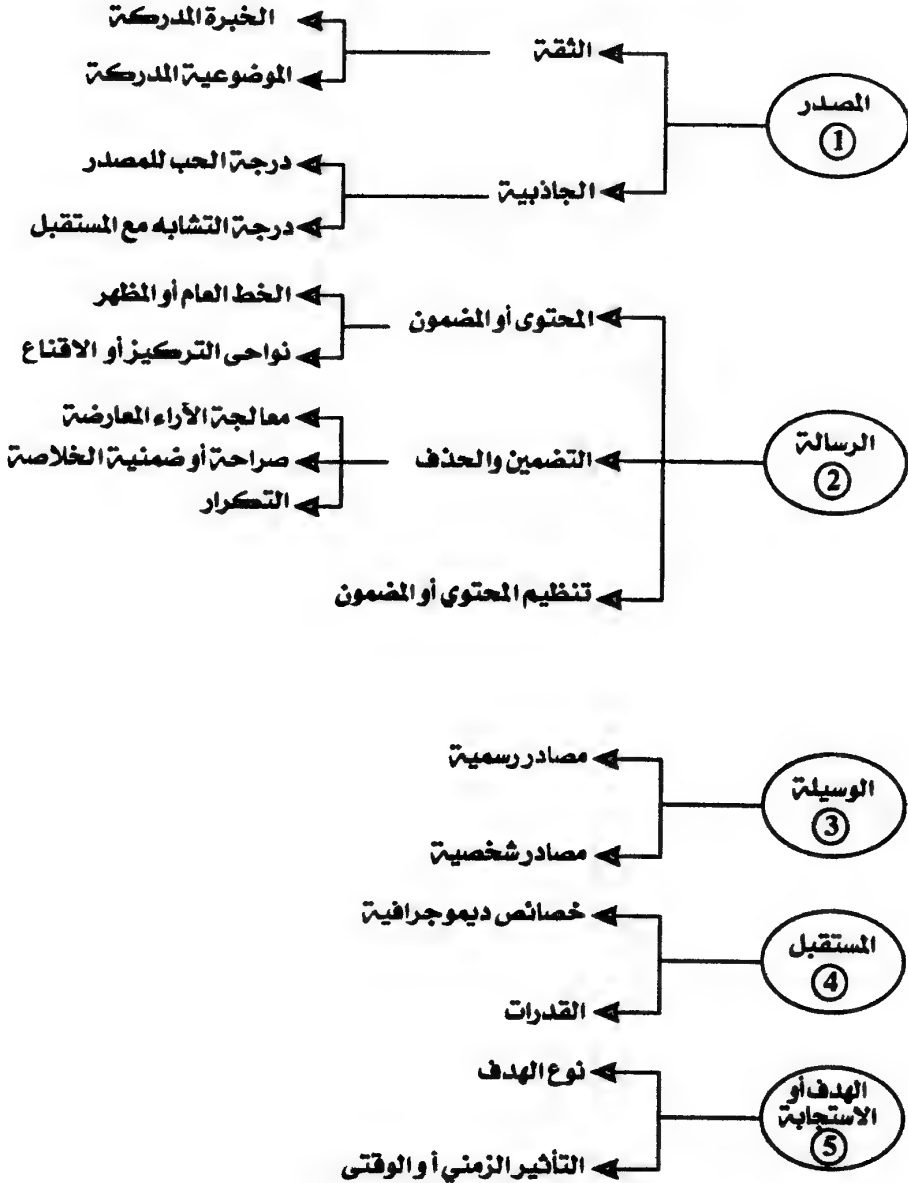 المصدر
1
الثقة
الخبرة المدركة
الموضوعية المدركة
الجاذبية
درجة الحب للمصدر
درجة التشابه مع المستقبل
الرسالة
2
المحتوى أو المضمون
الخط العام أو المظهر
نواحى التركيز أو الاقناع
التضمين والحذف
معالجة الآراء المعارضة
صراحة أو ضمنية الخلاصة
التكرار
تنظيم المحتوي أو المضمون
الوسيلة
3
مصادر رسمية
مصادر شخصية
المستقبل
4
خصائص ديموجرافية
القدرات
الهدف أو
الاستجابة
5
نوع الهدف
التأثير الزمني أو الوقتى